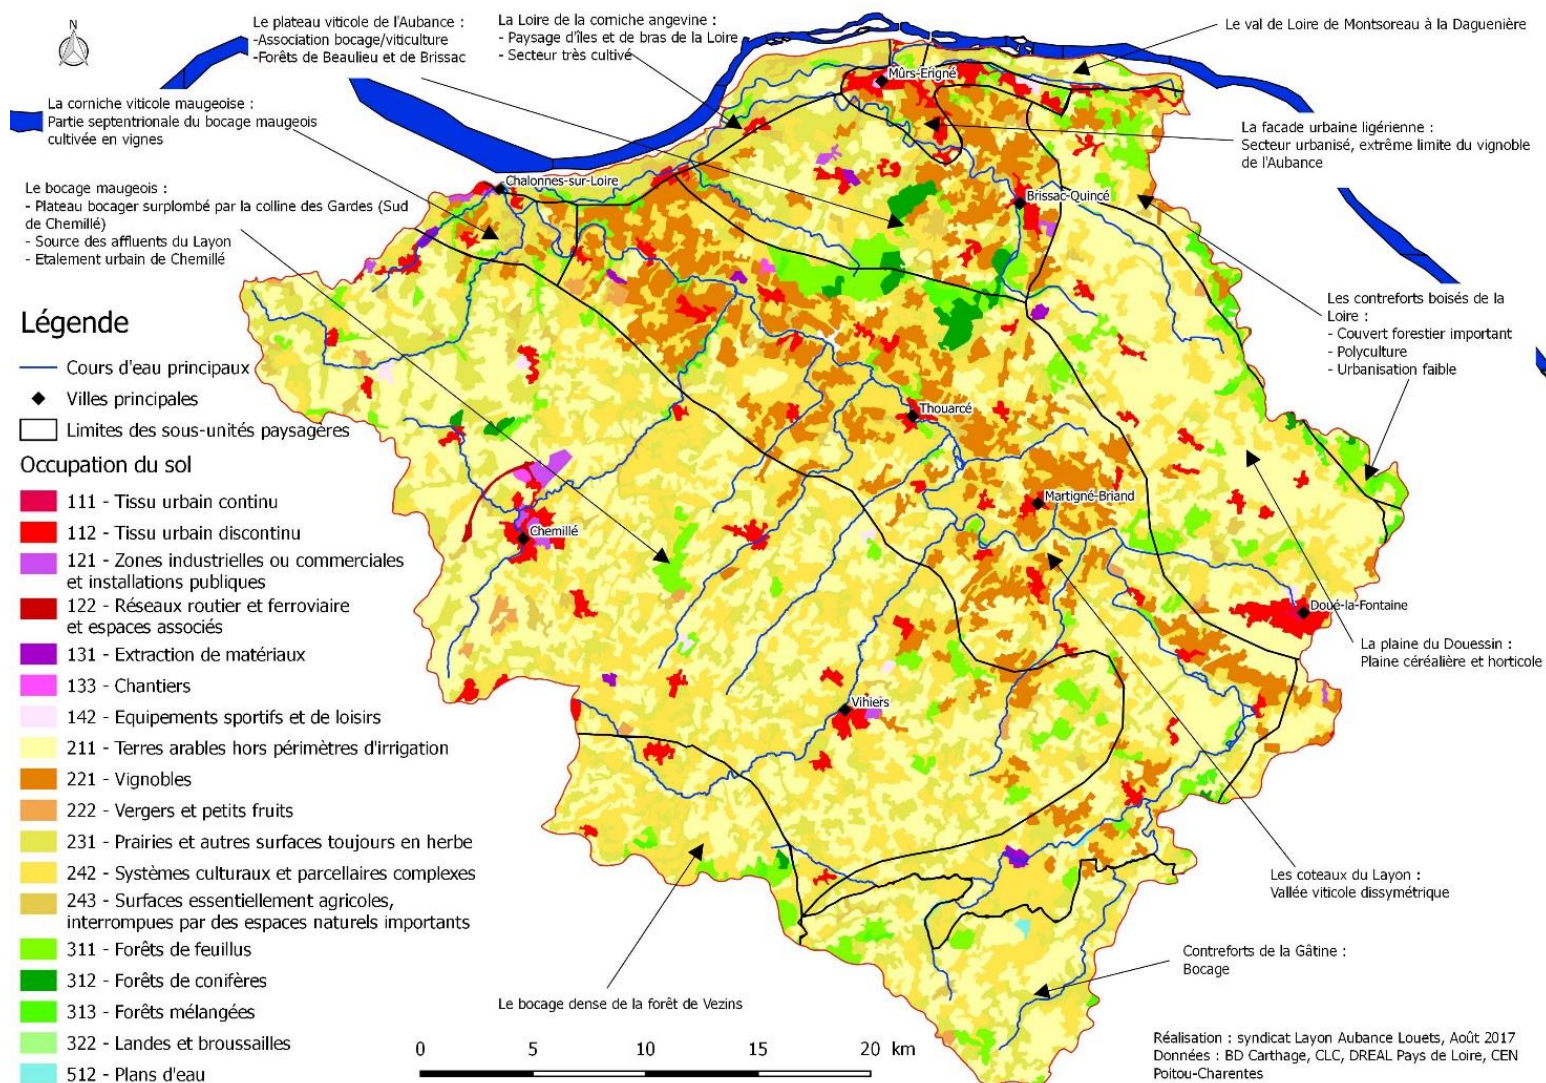 Le plateau viticole de l'Aubance :
-Association bocage/viticulture
-Forêts de Beaulieu et de Brissac
La Loire de la corniche angevine :
- Paysage d'îles et de bras de la Loire
- Secteur très cultivé
Le val de Loire de Montsoreau à la Daguenière
La corniche viticole maugeoise :
Partie septentrionale du bocage maugeois
cultivée en vignes
La facade urbaine ligérienne :
Secteur urbanisé, extrême limite du vignoble
de l'Aubance
Le bocage maugeois :
- Plateau bocager surplombé par la colline des Gardes (Sud
de Chemillé)
- Source des affluents du Layon
- Etalement urbain de Chemillé
Les contreforts boisés de la
Loire :
- Couvert forestier important
- Polyculture
- Urbanisation faible
Mûrs-Erigné
Chalonnes-sur-Loire
Brissac-Quincé
Thouarcé
Martigné-Briand
Chemillé
Doué-la-Fontaine
Vihiers
La plaine du Douessin :
Plaine céréalière et horticole
Les coteaux du Layon :
Vallée viticole dissymétrique
Contreforts de la Gâtine :
Bocage
Le bocage dense de la forêt de Vezins
Légende
Cours d'eau principaux
Villes principales
Limites des sous-unités paysagères
Occupation du sol
111 - Tissu urbain continu
112 - Tissu urbain discontinu
121 - Zones industrielles ou commerciales
et installations publiques
122 - Réseaux routier et ferroviaire
et espaces associés
131 - Extraction de matériaux
133 - Chantiers
142 - Equipements sportifs et de loisirs
211 - Terres arables hors périmètres d'irrigation
221 - Vignobles
222 - Vergers et petits fruits
231 - Prairies et autres surfaces toujours en herbe
242 - Systèmes culturaux et parcellaires complexes
243 - Surfaces essentiellement agricoles,
interrompues par des espaces naturels importants
311 - Forêts de feuillus
312 - Forêts de conifères
313 - Forêts mélangées
322 - Landes et broussailles
512 - Plans d'eau
0 5 10 15 20 km
Réalisation : syndicat Layon Aubance Louets, Août 2017
Données : BD Carthage, CLC, DREAL Pays de Loire, CEN
Poitou-Charentes